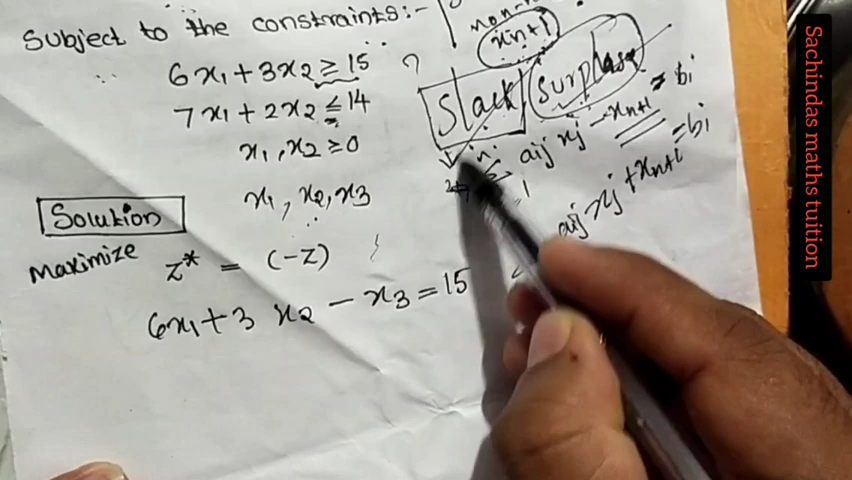 Subject to the constraints:-
6x₁ + 3x₂ ≥ 15 ?
7x₁ + 2x₂ ≤ 14
x₁, x₂ ≥ 0
x₁, x₂, x₃
Solution
Maximize z* = (-z)
6x₁ + 3 x₂ - x₃ = 15
xn+1
Slack
Surplus
aij xj - xn+1 = bi
aij xj + xn+1 = bi
Sachindas maths tuition